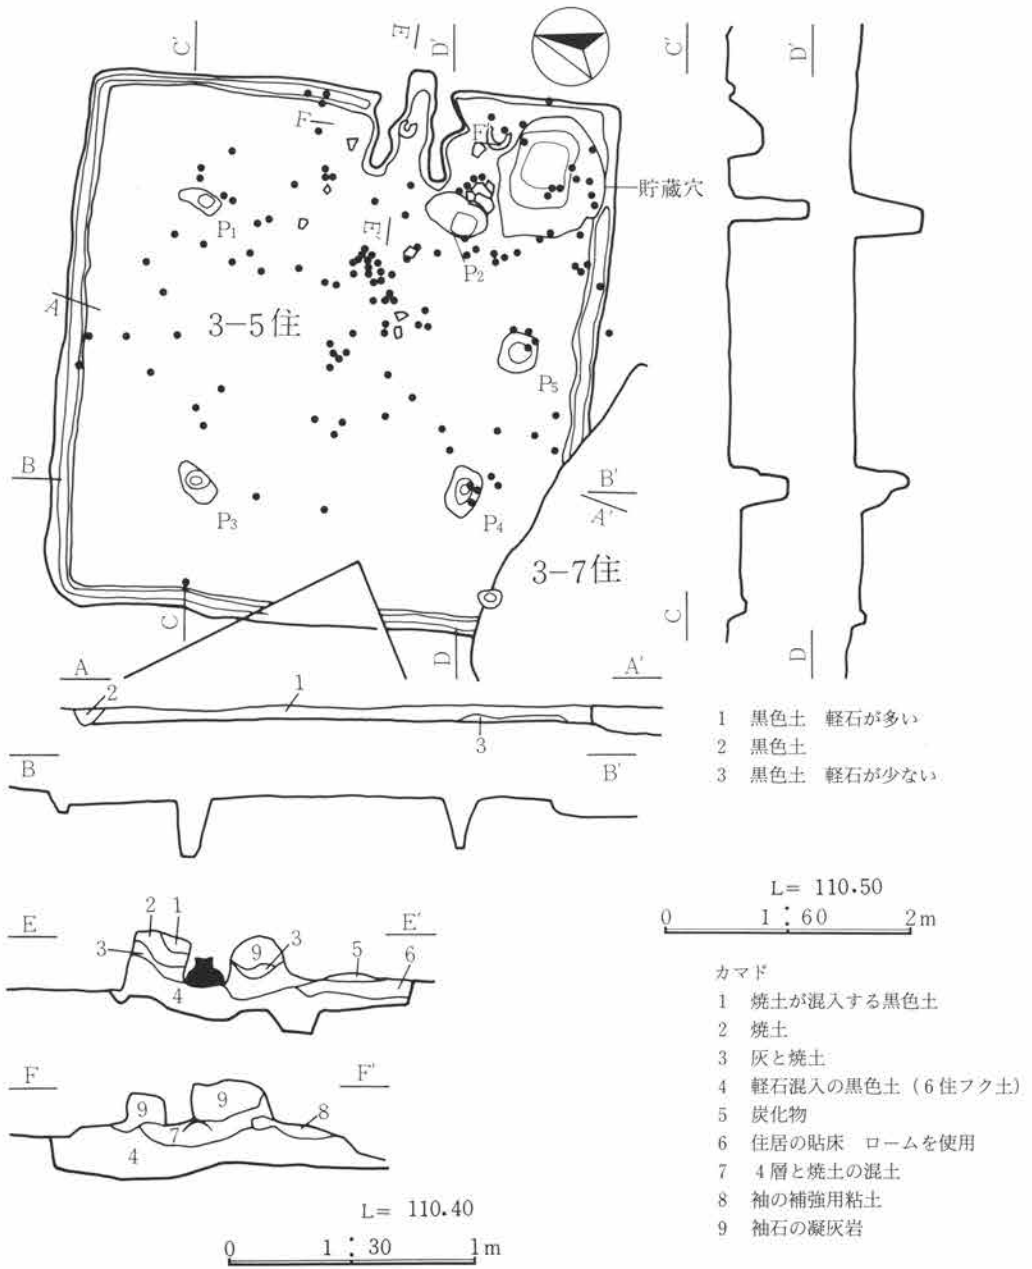 C'
E
D'
C'
D'
F
F'
貯蔵穴
P1
E'
P2
A
3-5住
P5
B
B'
A'
P3
P4
3-7住
C
D
C
D
A
A'
2
1
3
1 黒色土 軽石が多い
2 黒色土
3 黒色土 軽石が少ない
B
B'
L= 110.50
0 1:60 2m
E
E'
2 1
3
9
3
5
6
4
カマド
1 焼土が混入する黒色土
2 焼土
3 灰と焼土
4 軽石混入の黒色土(6住フク土)
5 炭化物
6 住居の貼床 ロームを使用
7 4層と焼土の混土
8 袖の補強用粘土
9 袖石の凝灰岩
F
F'
9
9
8
7
4
L= 110.40
0 1:30 1m